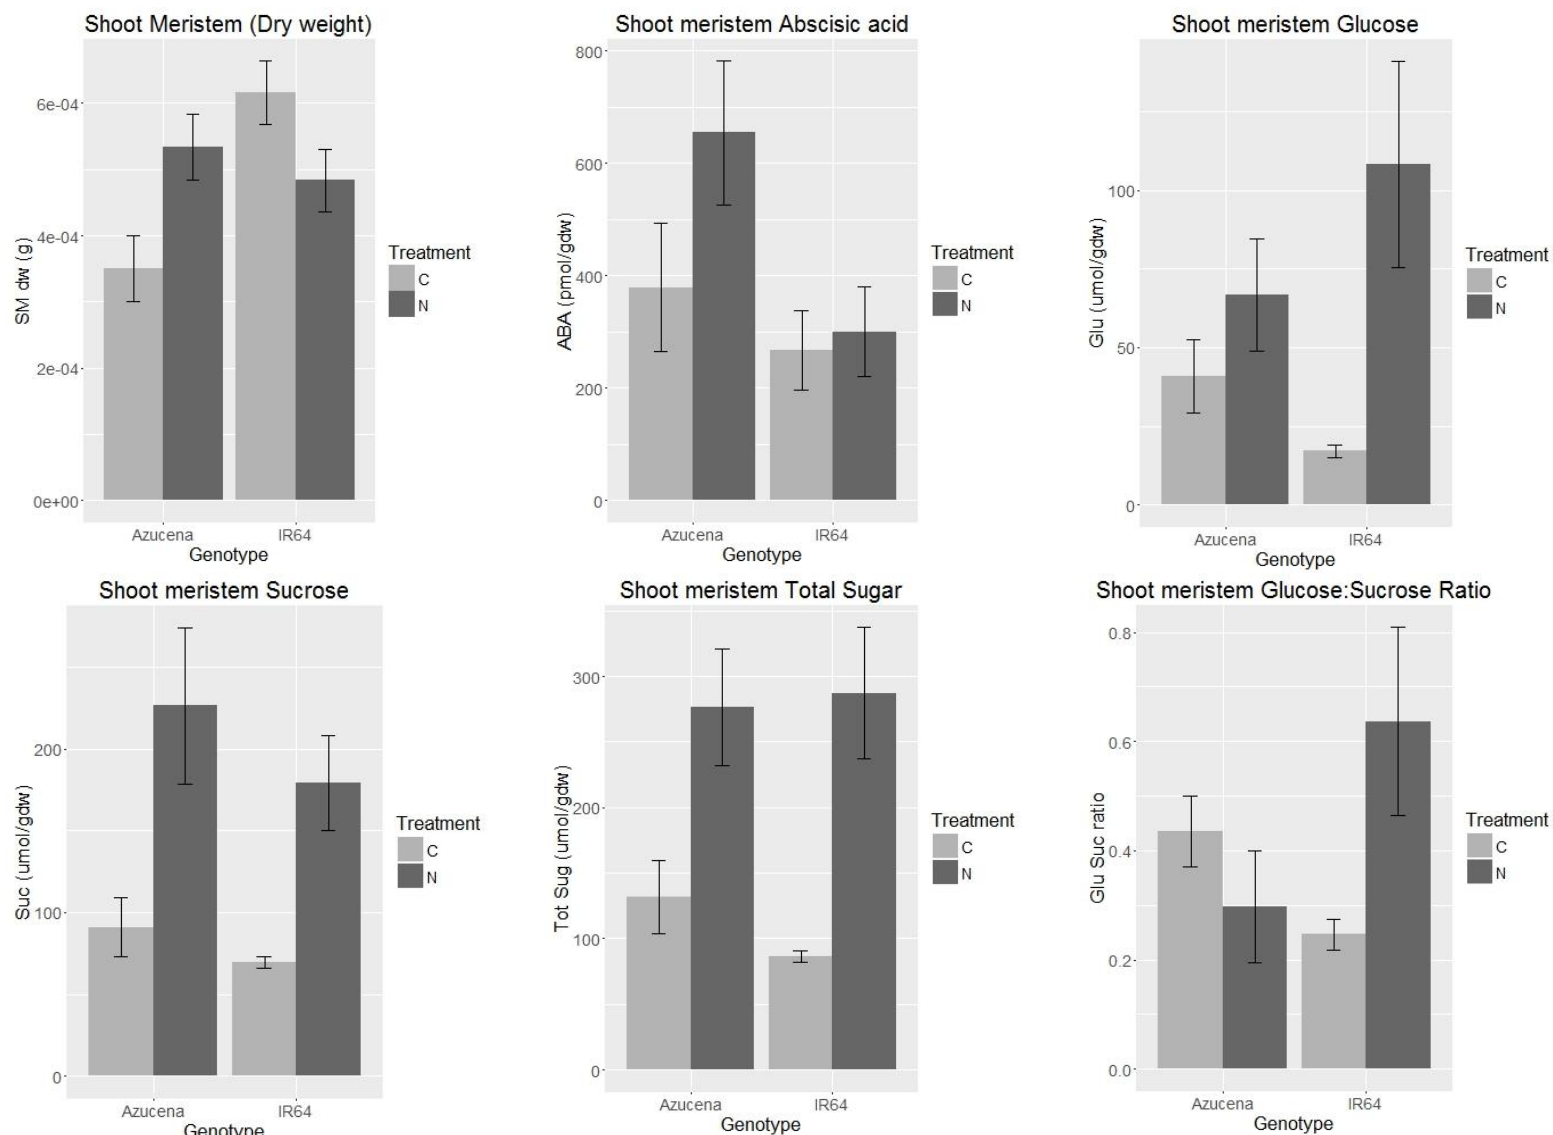 Shoot Meristem (Dry weight)
6e-04
4e-04
2e-04
0e+00
SM dw (g)
Azucena IR64
Genotype
Treatment
C
N
Shoot meristem Abscisic acid
800
600
400
200
0
ABA (pmol/gdw)
Azucena IR64
Genotype
Treatment
C
N
Shoot meristem Glucose
100
50
0
Glu (umol/gdw)
Azucena IR64
Genotype
Treatment
C
N
Shoot meristem Sucrose
200
100
0
Suc (umol/gdw)
Azucena IR64
Genotype
Treatment
C
N
Shoot meristem Total Sugar
300
200
100
0
Tot Sug (umol/gdw)
Azucena IR64
Genotype
Treatment
C
N
Shoot meristem Glucose:Sucrose Ratio
0.8
0.6
0.4
0.2
0.0
Glu Suc ratio
Azucena IR64
Genotype
Treatment
C
N